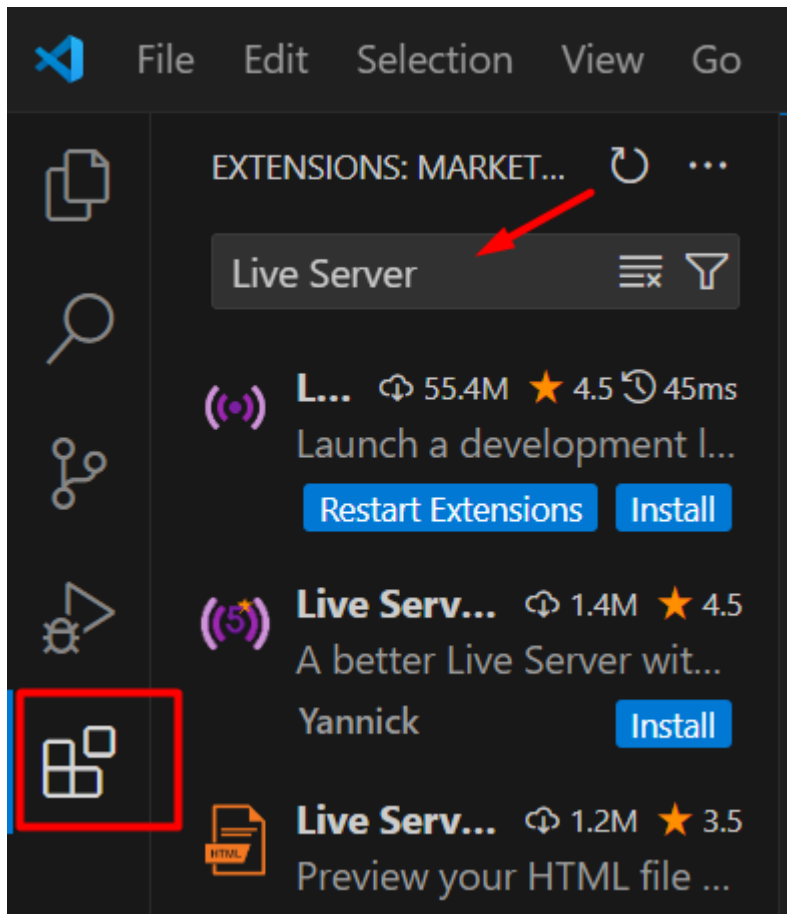 File Edit Selection View Go
EXTENSIONS: MARKET...
Live Server
L... 55.4M 4.5 45ms
Launch a development l...
Restart Extensions Install
Live Serv... 1.4M 4.5
A better Live Server wit...
Yannick Install
Live Serv... 1.2M 3.5
Preview your HTML file ...